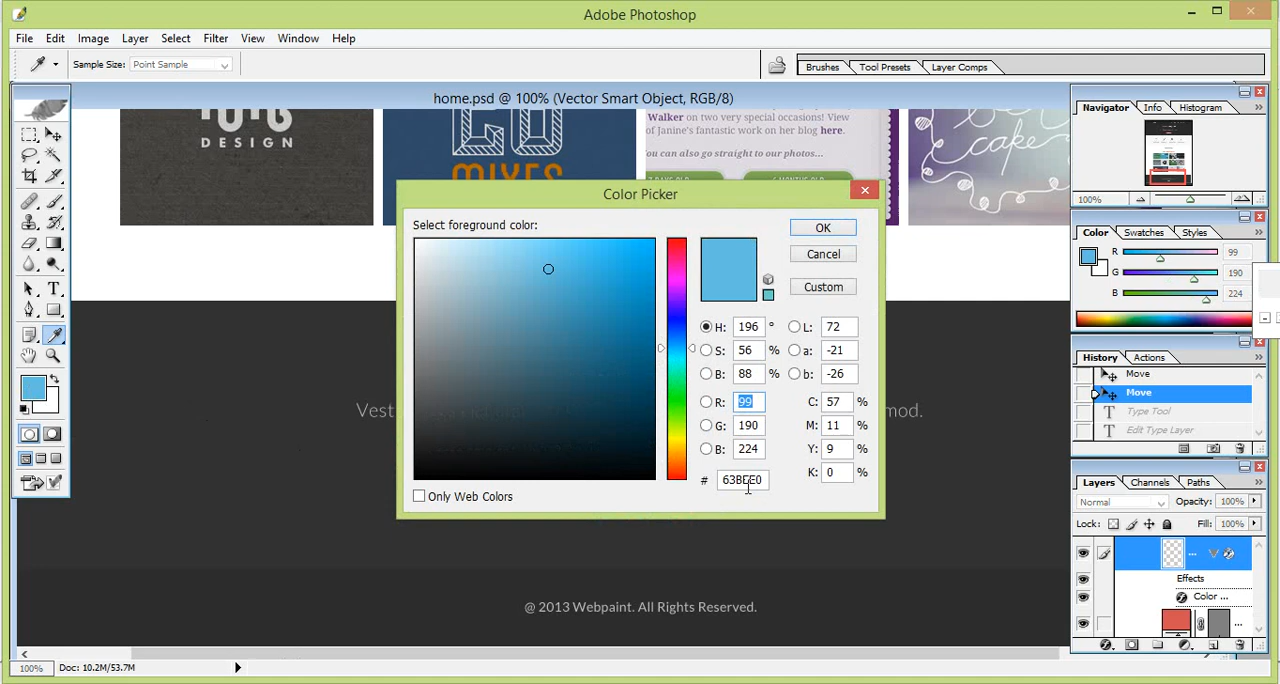 Adobe Photoshop
File Edit Image Layer Select Filter View Window Help
Sample Size: Point Sample
Brushes Tool Presets Layer Comps
home.psd @ 100% (Vector Smart Object, RGB/8)
DESIGN
MIXES
Walker on two very special occasions! View
of Janine's fantastic work on her blog here.
You can also go straight to our photos...
cake
Navigator Info Histogram
100%
Color Picker
Select foreground color:
OK
Cancel
Custom
H: 196 ° L: 72
S: 56 % a: -21
B: 88 % b: -26
R: 99 C: 57 %
G: 190 M: 11 %
B: 224 Y: 9 %
# 63BEE0 K: 0 %
Only Web Colors
Color Swatches Styles
R 99
G 190
B 224
History Actions
Move
Move
Type Tool
Edit Type Layer
Layers Channels Paths
Normal Opacity: 100%
Lock: Fill: 100%
...
Effects
Color ...
...
Vest
mod.
@ 2013 Webpaint. All Rights Reserved.
100% Doc: 10.2M/53.7M